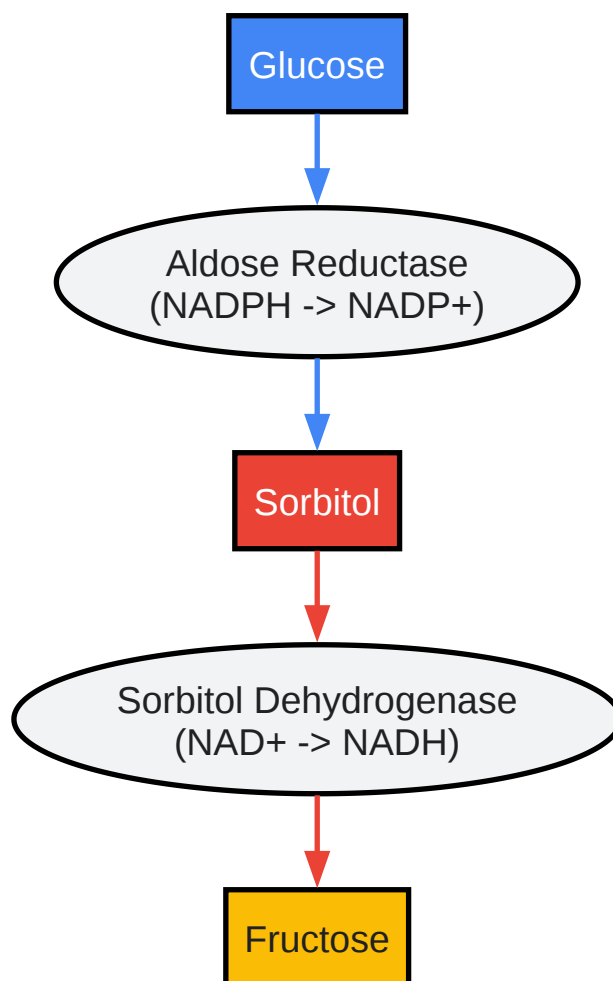 Glucose
Aldose Reductase
(NADPH -> NADP+)
Sorbitol
Sorbitol Dehydrogenase
(NAD+ -> NADH)
Fructose